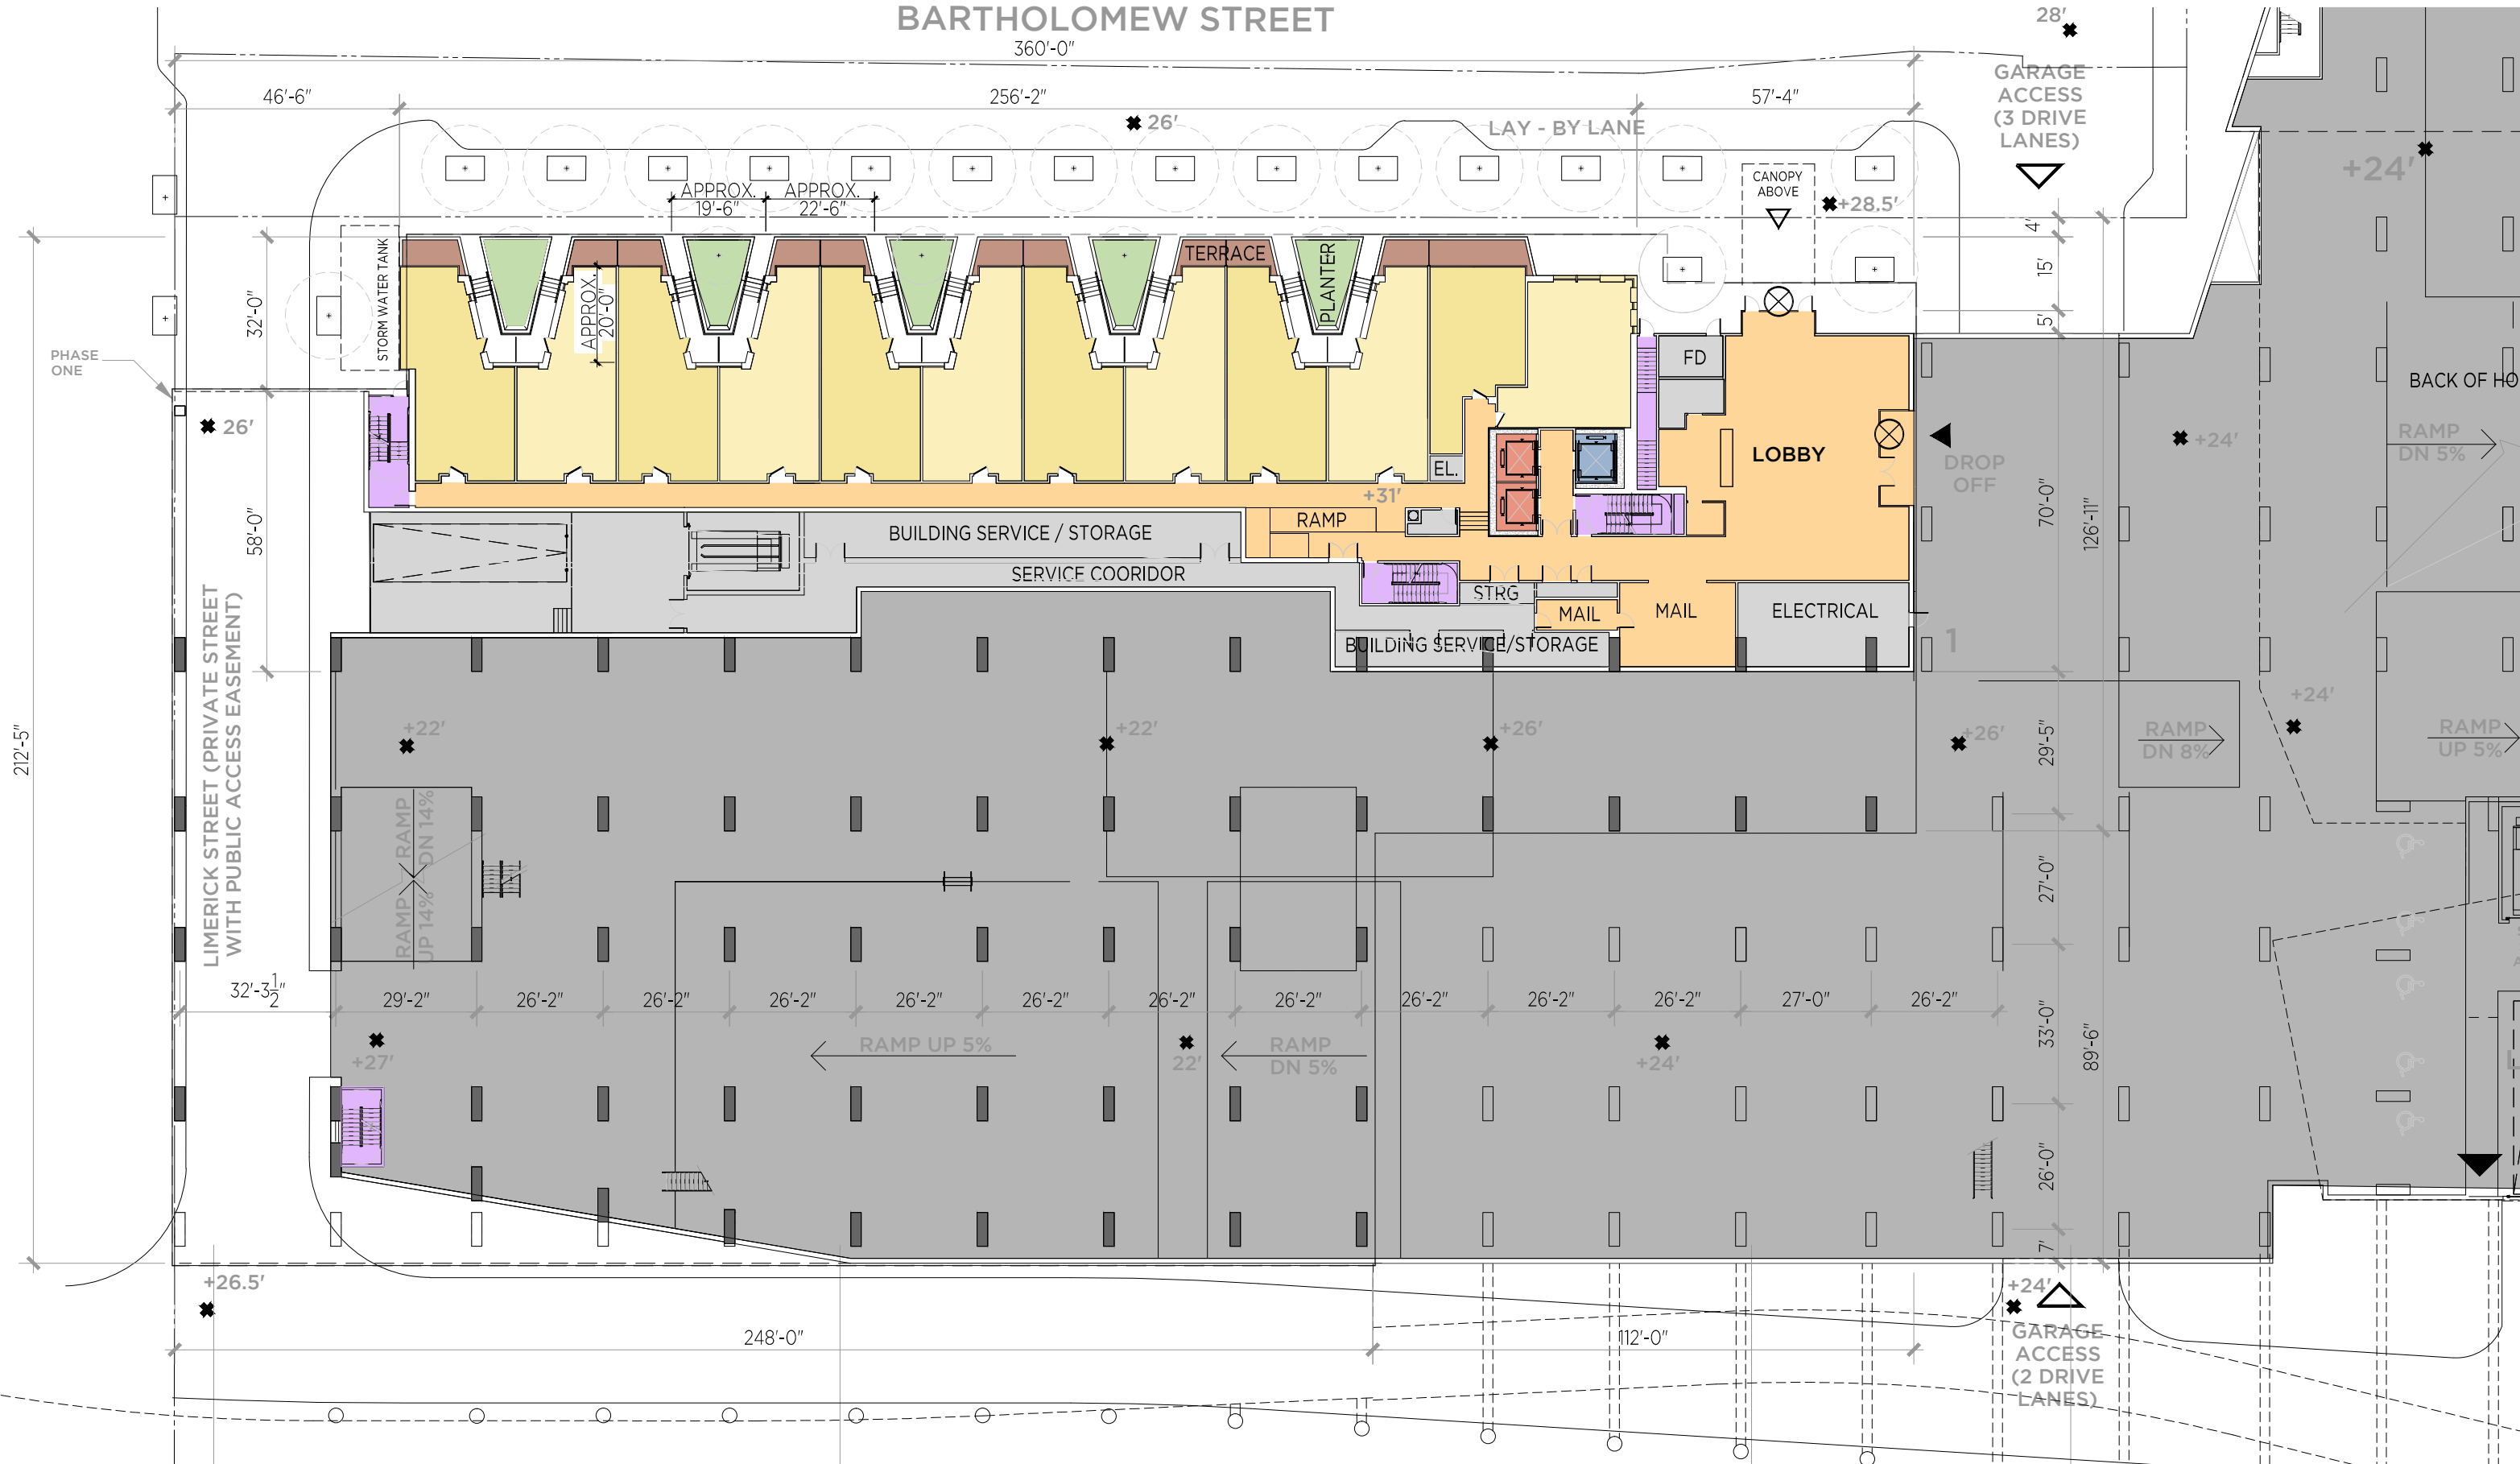 BARTHOLOMEW STREET
360'-0"
28'
46'-6"
256'-2"
57'-4"
GARAGE
ACCESS
(3 DRIVE
LANES)
26'
LAY - BY LANE
+24'
APPROX.
19'-6"
APPROX.
22'-6"
CANOPY
ABOVE
+28.5'
4'
15'
5'
STORM WATER TANK
32'-0"
TERRACE
PLANTER
APPROX.
20'-0"
PHASE
ONE
FD
BACK OF HO
26'
LOBBY
DROP
OFF
+24'
RAMP
DN 5%
EL.
+31'
58'-0"
70'-0"
126'-11"
BUILDING SERVICE / STORAGE
RAMP
SERVICE COORIDOR
STRG
MAIL
MAIL
ELECTRICAL
BUILDING SERVICE/STORAGE
1
LIMERICK STREET (PRIVATE STREET
WITH PUBLIC ACCESS EASEMENT)
212'-5"
+22'
+22'
+26'
+26'
29'-5"
+24'
RAMP
DN 8%
RAMP
UP 5%
RAMP
UP 14%
RAMP
DN 14%
27'-0"
32'-3 1/2"
29'-2"
26'-2"
26'-2"
26'-2"
26'-2"
26'-2"
26'-2"
26'-2"
26'-2"
26'-2"
26'-2"
27'-0"
26'-2"
33'-0"
89'-6"
+27'
RAMP UP 5%
22'
RAMP
DN 5%
+24'
26'-0"
7'
+26.5'
+24'
248'-0"
112'-0"
GARAGE
ACCESS
(2 DRIVE
LANES)